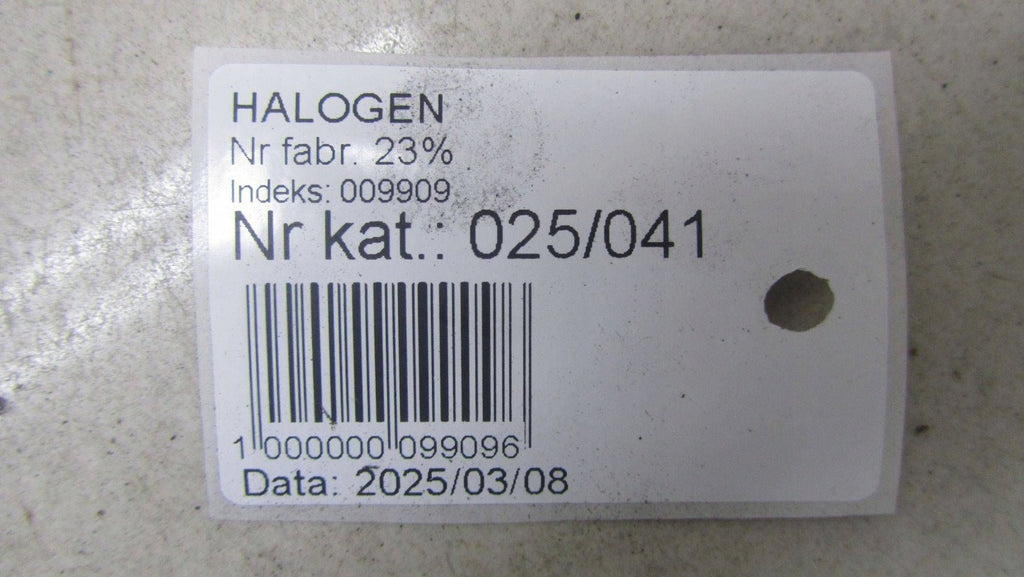 HALOGEN
Nr fabr. 23%
Indeks: 009909
Nr kat.: 025/041
1 000000 099096
Data: 2025/03/08